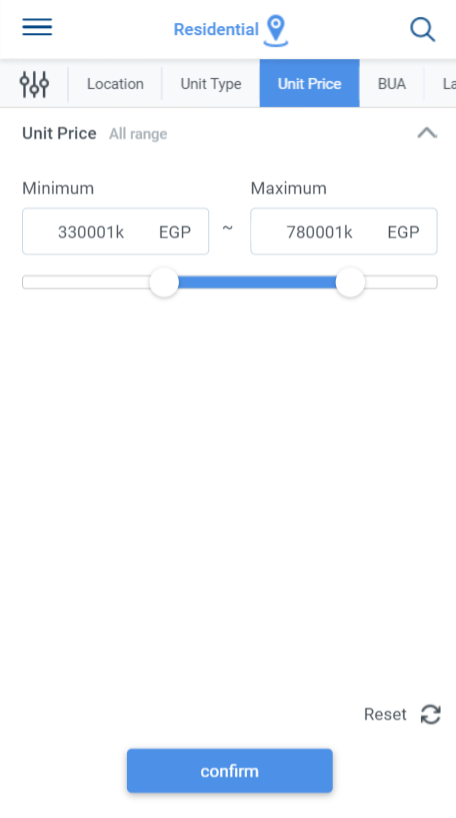 Residential
Location Unit Type Unit Price BUA La
Unit Price All range
Minimum Maximum
330001k EGP ~ 780001k EGP
Reset
confirm